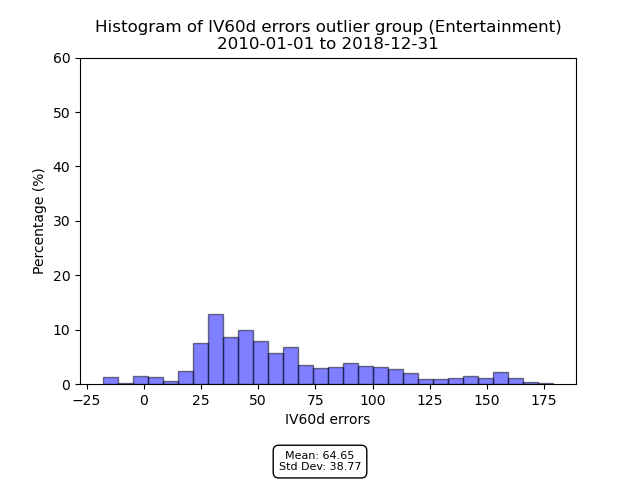 Histogram of IV60d errors outlier group (Entertainment)
2010-01-01 to 2018-12-31
60
50
40
30
20
10
0
Percentage (%)
−25 0 25 50 75 100 125 150 175
IV60d errors
Mean: 64.65
Std Dev: 38.77